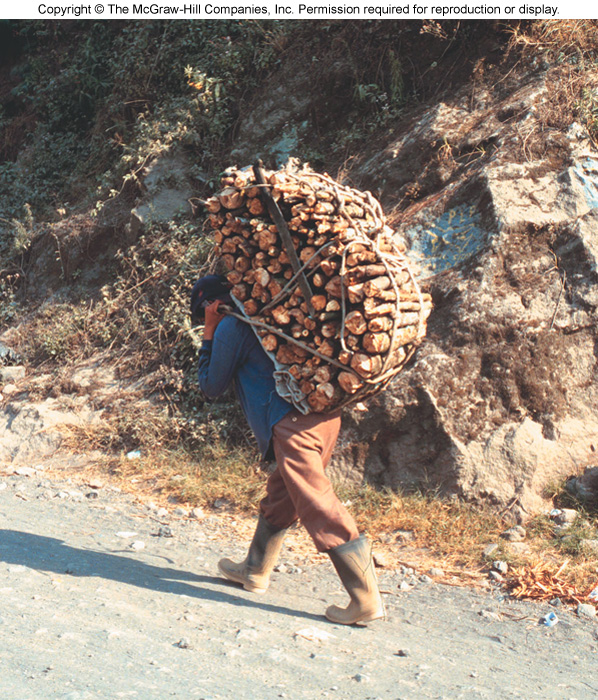 Copyright © The McGraw-Hill Companies, Inc. Permission required for reproduction or display.